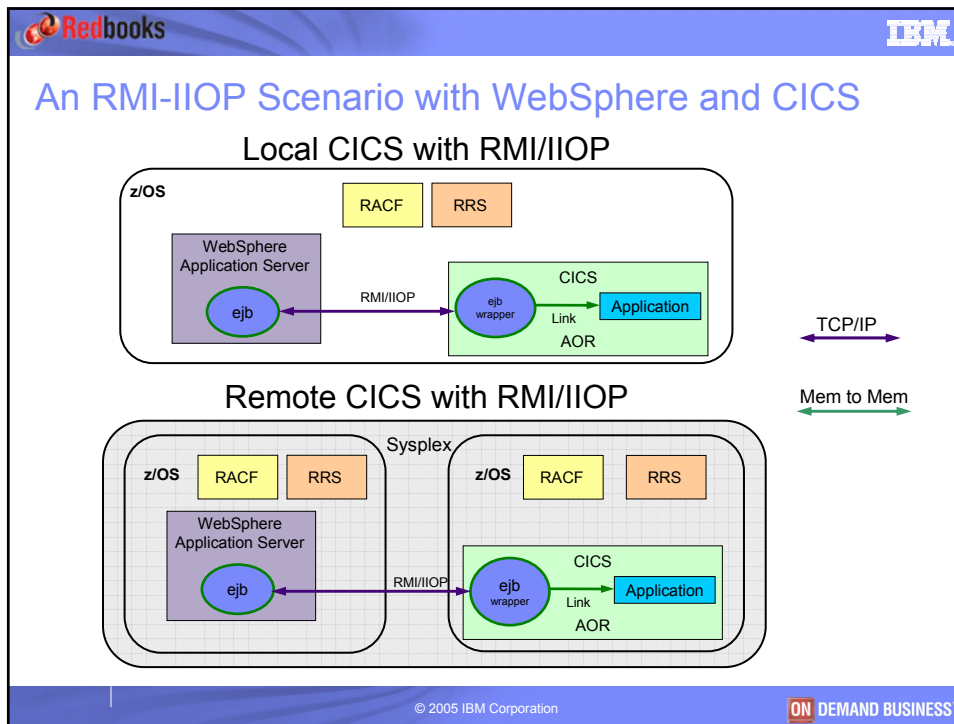 Redbooks
IBM
An RMI-IIOP Scenario with WebSphere and CICS
Local CICS with RMI/IIOP
z/OS
RACF
RRS
WebSphere
Application Server
ejb
RMI/IIOP
CICS
ejb
wrapper
Link
Application
AOR
TCP/IP
Mem to Mem
Remote CICS with RMI/IIOP
Sysplex
z/OS
RACF
RRS
WebSphere
Application Server
ejb
RMI/IIOP
z/OS
RACF
RRS
CICS
ejb
wrapper
Link
Application
AOR
© 2005 IBM Corporation
ON DEMAND BUSINESS